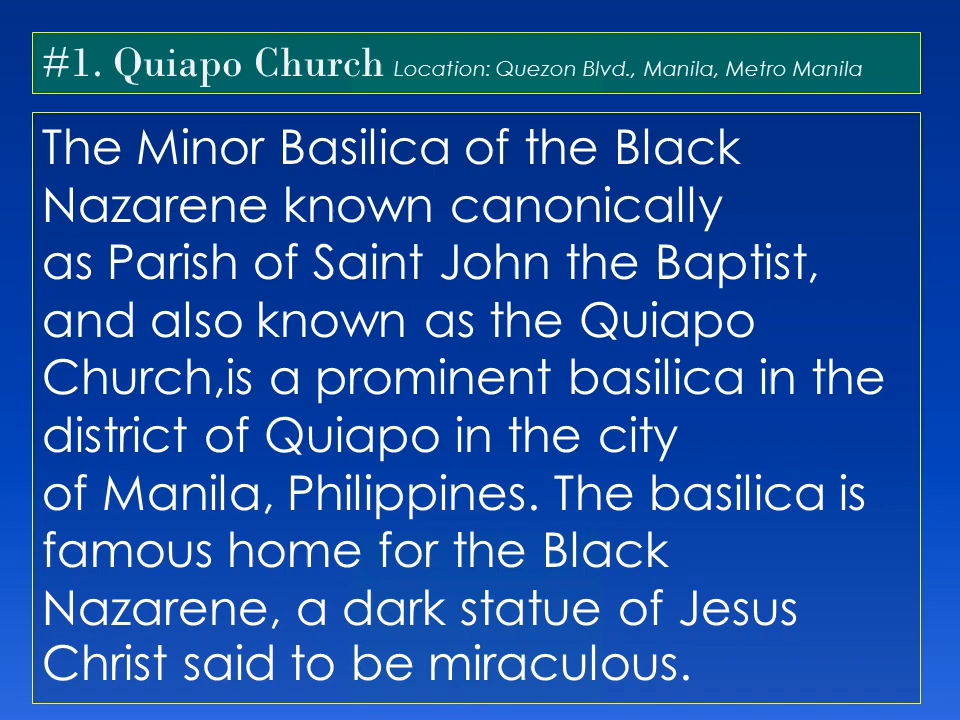 #1. Quiapo Church Location: Quezon Blvd., Manila, Metro Manila
The Minor Basilica of the Black
Nazarene known canonically
as Parish of Saint John the Baptist,
and also known as the Quiapo
Church,is a prominent basilica in the
district of Quiapo in the city
of Manila, Philippines. The basilica is
famous home for the Black
Nazarene, a dark statue of Jesus
Christ said to be miraculous.